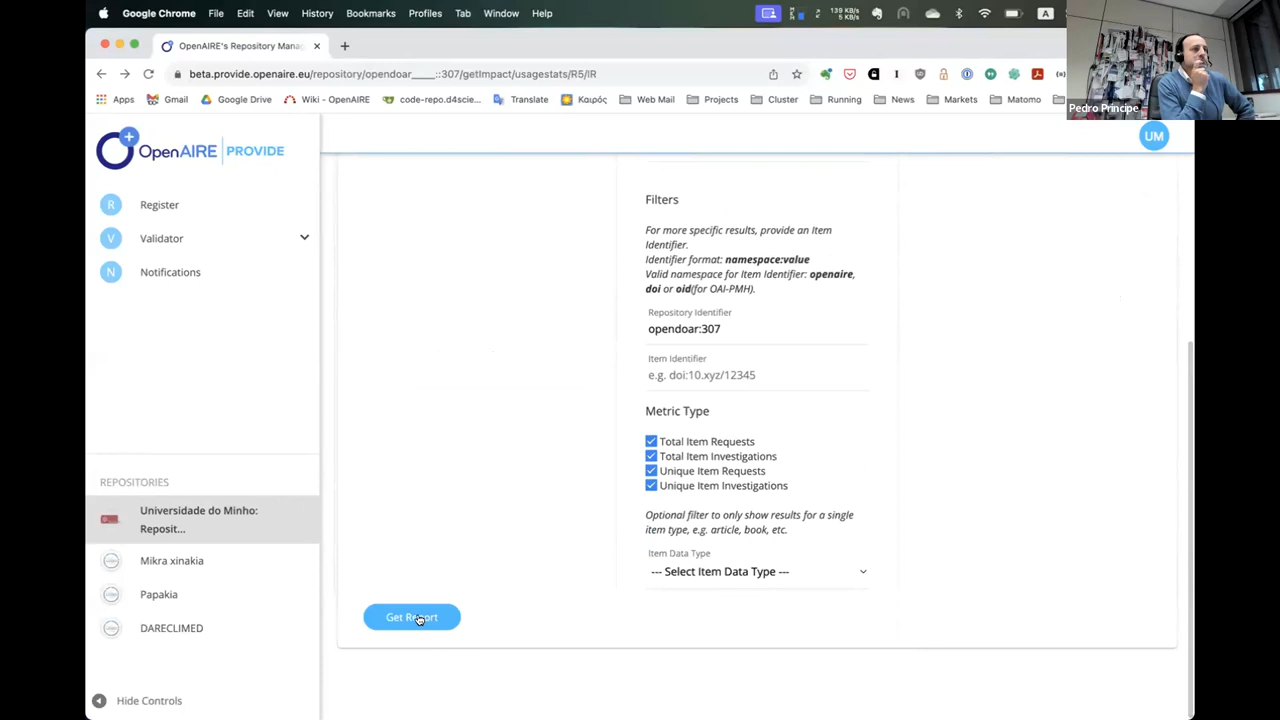 Google Chrome File Edit View History Bookmarks Profiles Tab Window Help 139 KB 5 KB/s A
OpenAIRE's Repository Mana
beta.provide.openaire.eu/repository/opendoar____::307/getImpact/usagestats/R5/IR
Apps Gmail Google Drive Wiki - OpenAIRE code-repo.d4scie... Translate Καιρός Web Mail Projects Cluster Running News Markets Matomo
Pedro Principe
OpenAIRE PROVIDE
UM
R Register
V Validator
N Notifications
Filters
For more specific results, provide an Item
Identifier.
Identifier format: namespace:value
Valid namespace for Item Identifier: openaire,
doi or oid(for OAI-PMH).
Repository Identifier
opendoar:307
Item Identifier
e.g. doi:10.xyz/12345
Metric Type
Total Item Requests
Total Item Investigations
Unique Item Requests
Unique Item Investigations
Optional filter to only show results for a single
item type, e.g. article, book, etc.
Item Data Type
--- Select Item Data Type ---
Get Report
REPOSITORIES
Universidade do Minho:
Reposit...
Mikra xinakia
Papakia
DARECLIMED
Hide Controls